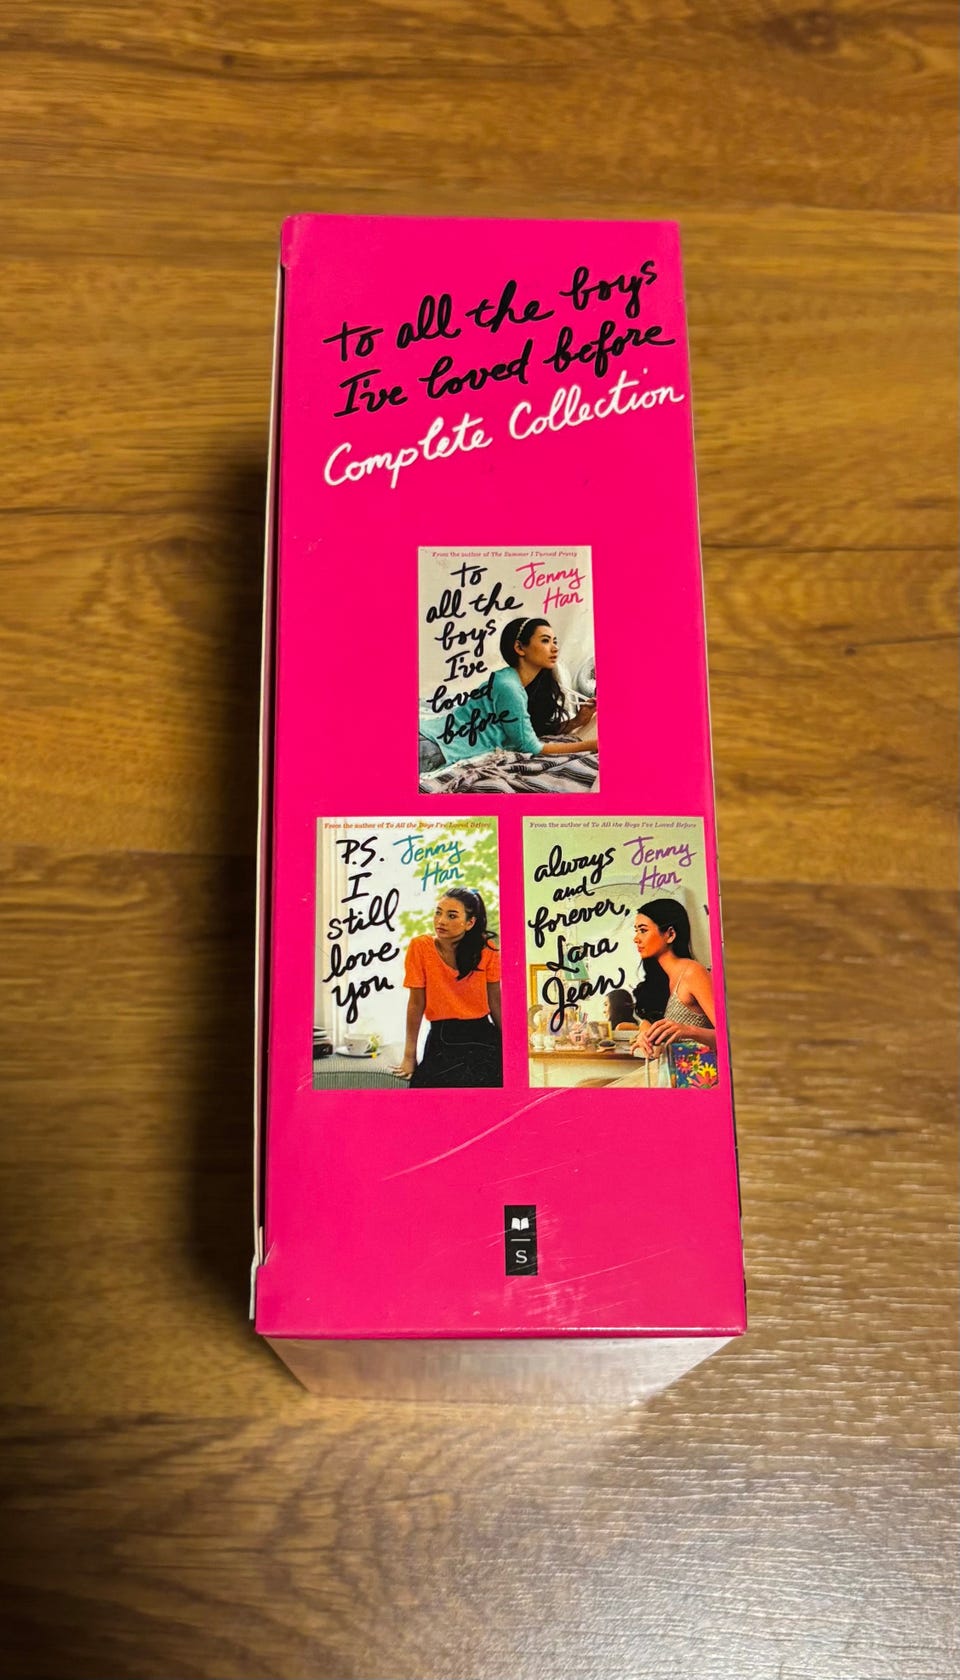 to all the boys
I've loved before
Complete Collection
From the author of The Summer I Turned Pretty
to
all the
boys
I've
loved
before
Jenny
Han
From the author of To All the Boys I've Loved Before
P.S.
I
still
love
you
Jenny
Han
From the author of To All the Boys I've Loved Before
always
and
forever,
Lara
Jean
Jenny
Han
S